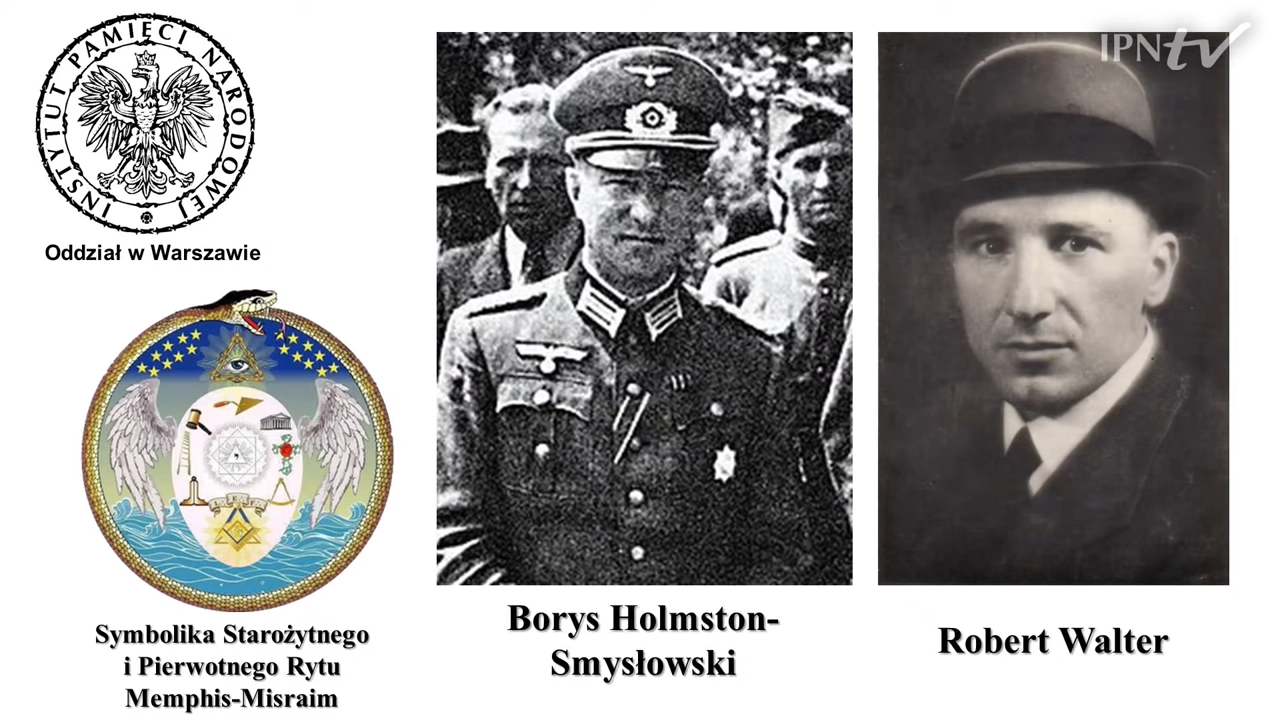 INSTYTUT PAMIĘCI NARODOWEJ
Oddział w Warszawie
Symbolika Starożytnego
i Pierwotnego Rytu
Memphis-Misraim
Borys Holmston-
Smysłowski
IPNtv
Robert Walter